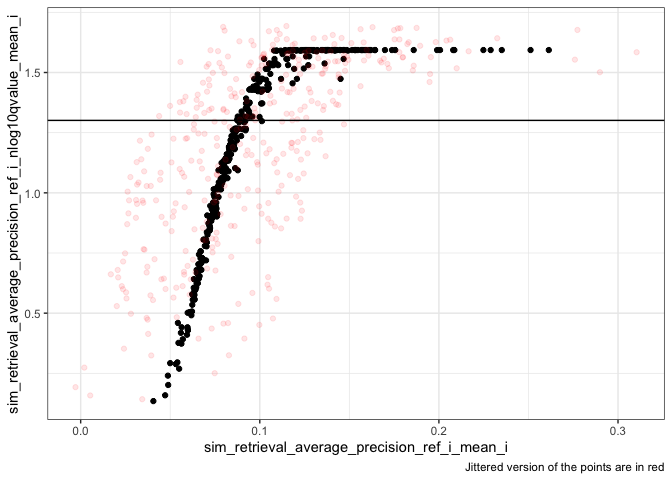 sim_retrieval_average_precision_ref_i_nlog10qvalue_mean_i
1.5
1.0
0.5
0.0
0.1
0.2
0.3
sim_retrieval_average_precision_ref_i_mean_i
Jittered version of the points are in red